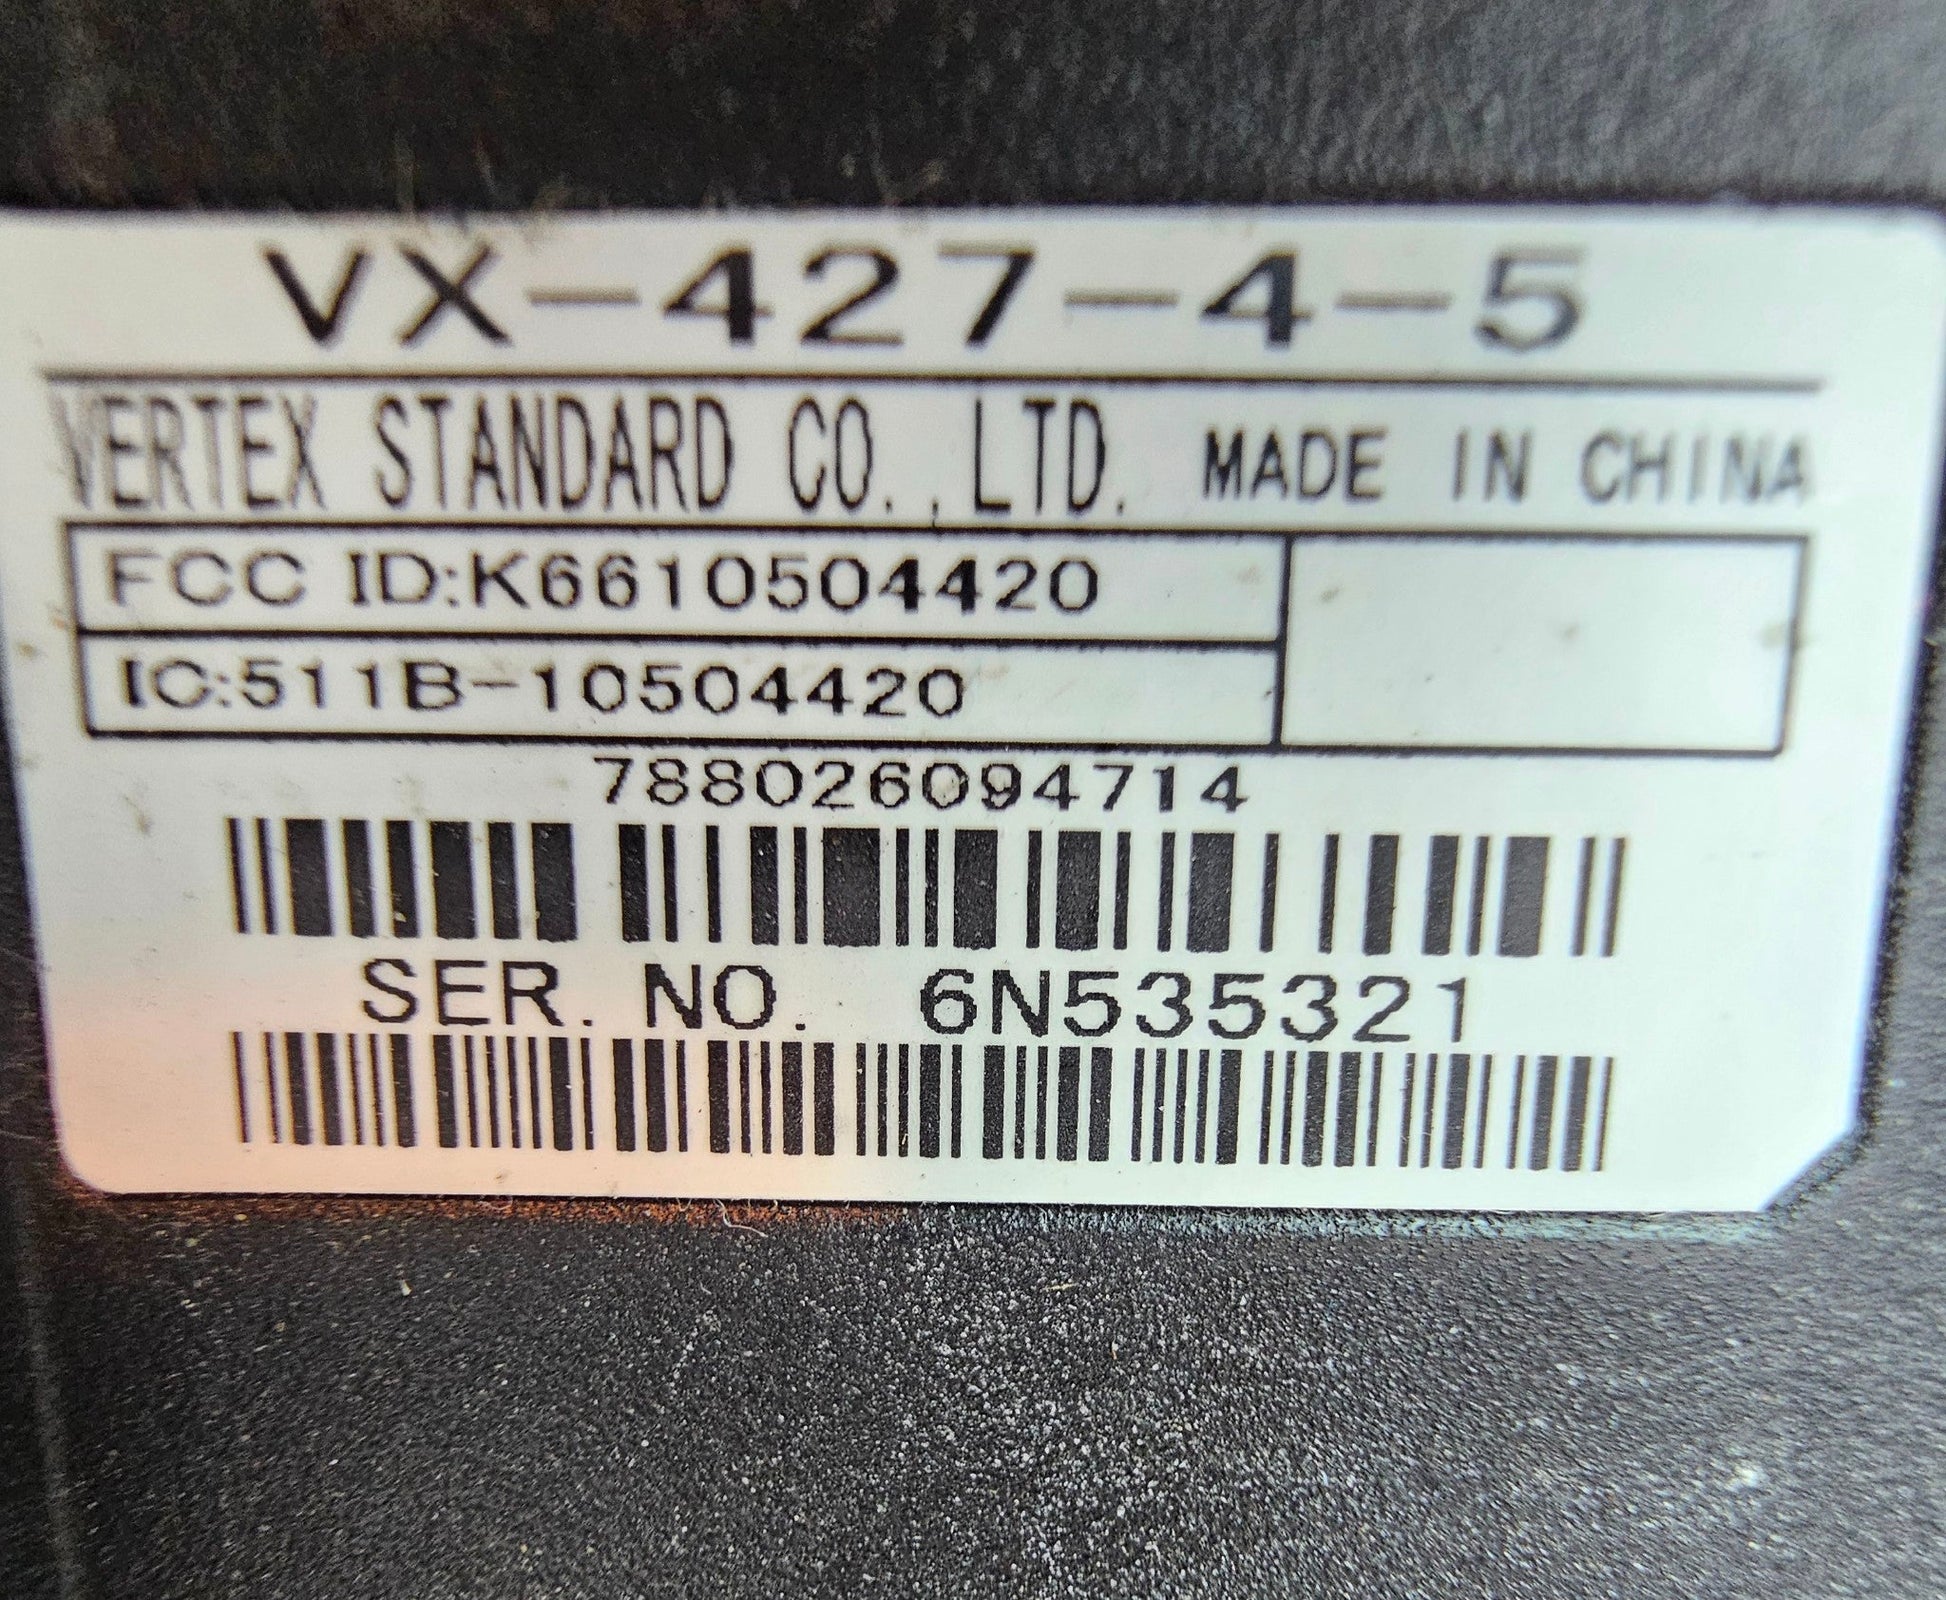 VX-427-4-5
VERTEX STANDARD CO., LTD. MADE IN CHINA
FCC ID:K6610504420
IC:511B-10504420
788026094714
SER. NO. 6N535321